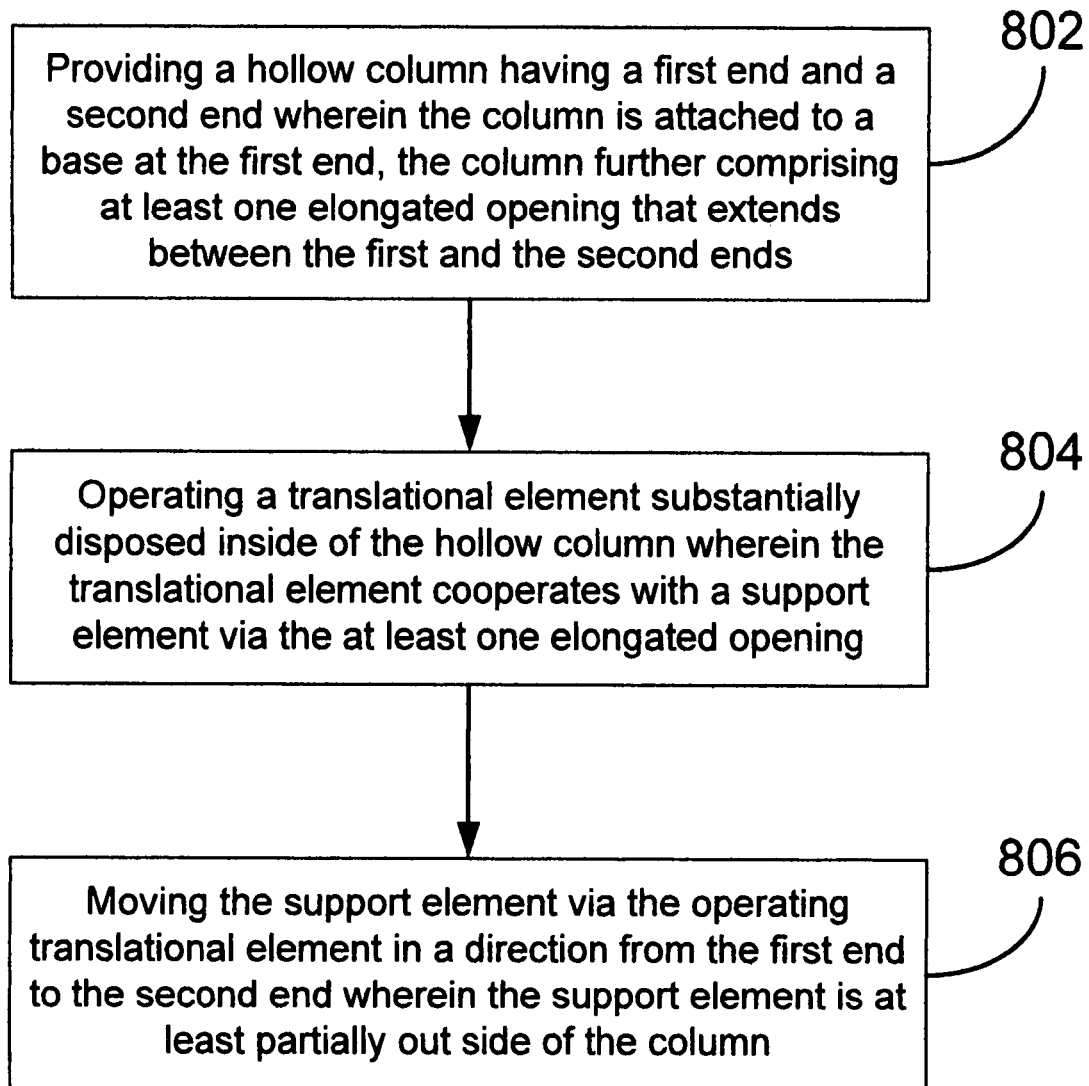 802
Providing a hollow column having a first end and a
second end wherein the column is attached to a
base at the first end, the column further comprising
at least one elongated opening that extends
between the first and the second ends
804
Operating a translational element substantially
disposed inside of the hollow column wherein the
translational element cooperates with a support
element via the at least one elongated opening
806
Moving the support element via the operating
translational element in a direction from the first end
to the second end wherein the support element is at
least partially out side of the column